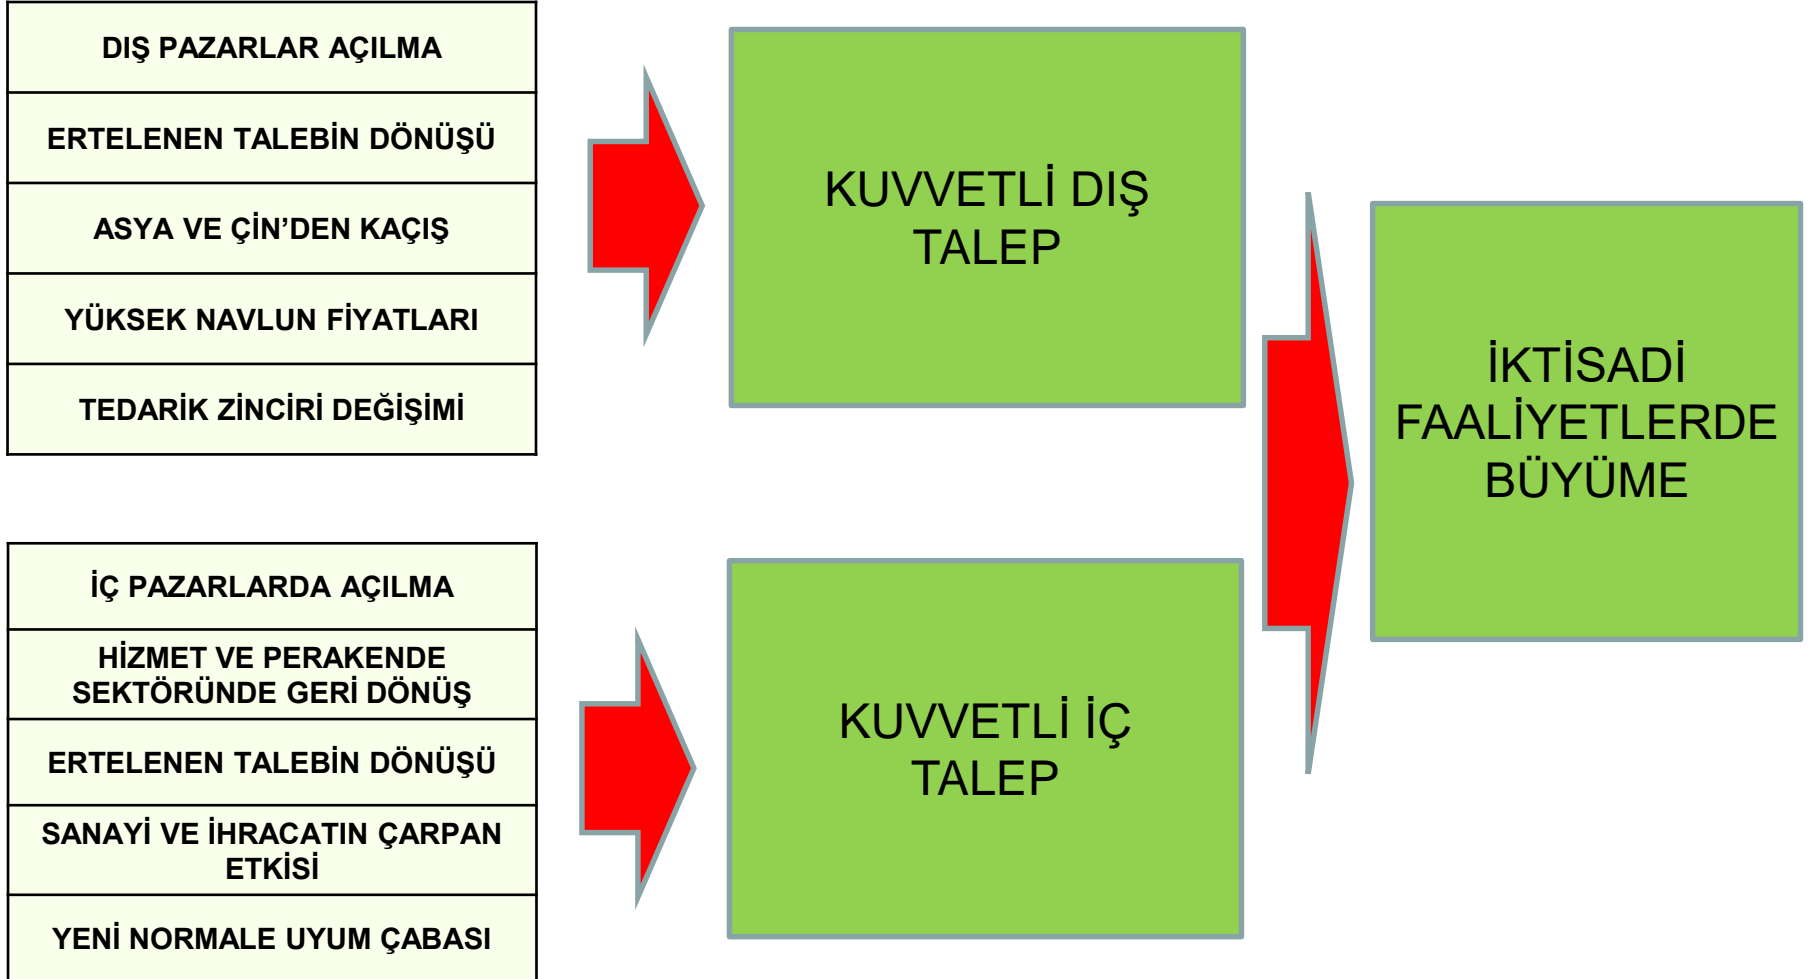 DIŞ PAZARLAR AÇILMA
ERTELENEN TALEBİN DÖNÜŞÜ
ASYA VE ÇİN’DEN KAÇIŞ
YÜKSEK NAVLUN FİYATLARI
TEDARİK ZİNCİRİ DEĞİŞİMİ
KUVVETLİ DIŞ
TALEP
İÇ PAZARLARDA AÇILMA
HİZMET VE PERAKENDE
SEKTÖRÜNDE GERİ DÖNÜŞ
ERTELENEN TALEBİN DÖNÜŞÜ
SANAYİ VE İHRACATIN ÇARPAN
ETKİSİ
YENİ NORMALE UYUM ÇABASI
KUVVETLİ İÇ
TALEP
İKTİSADİ
FAALİYETLERDE
BÜYÜME